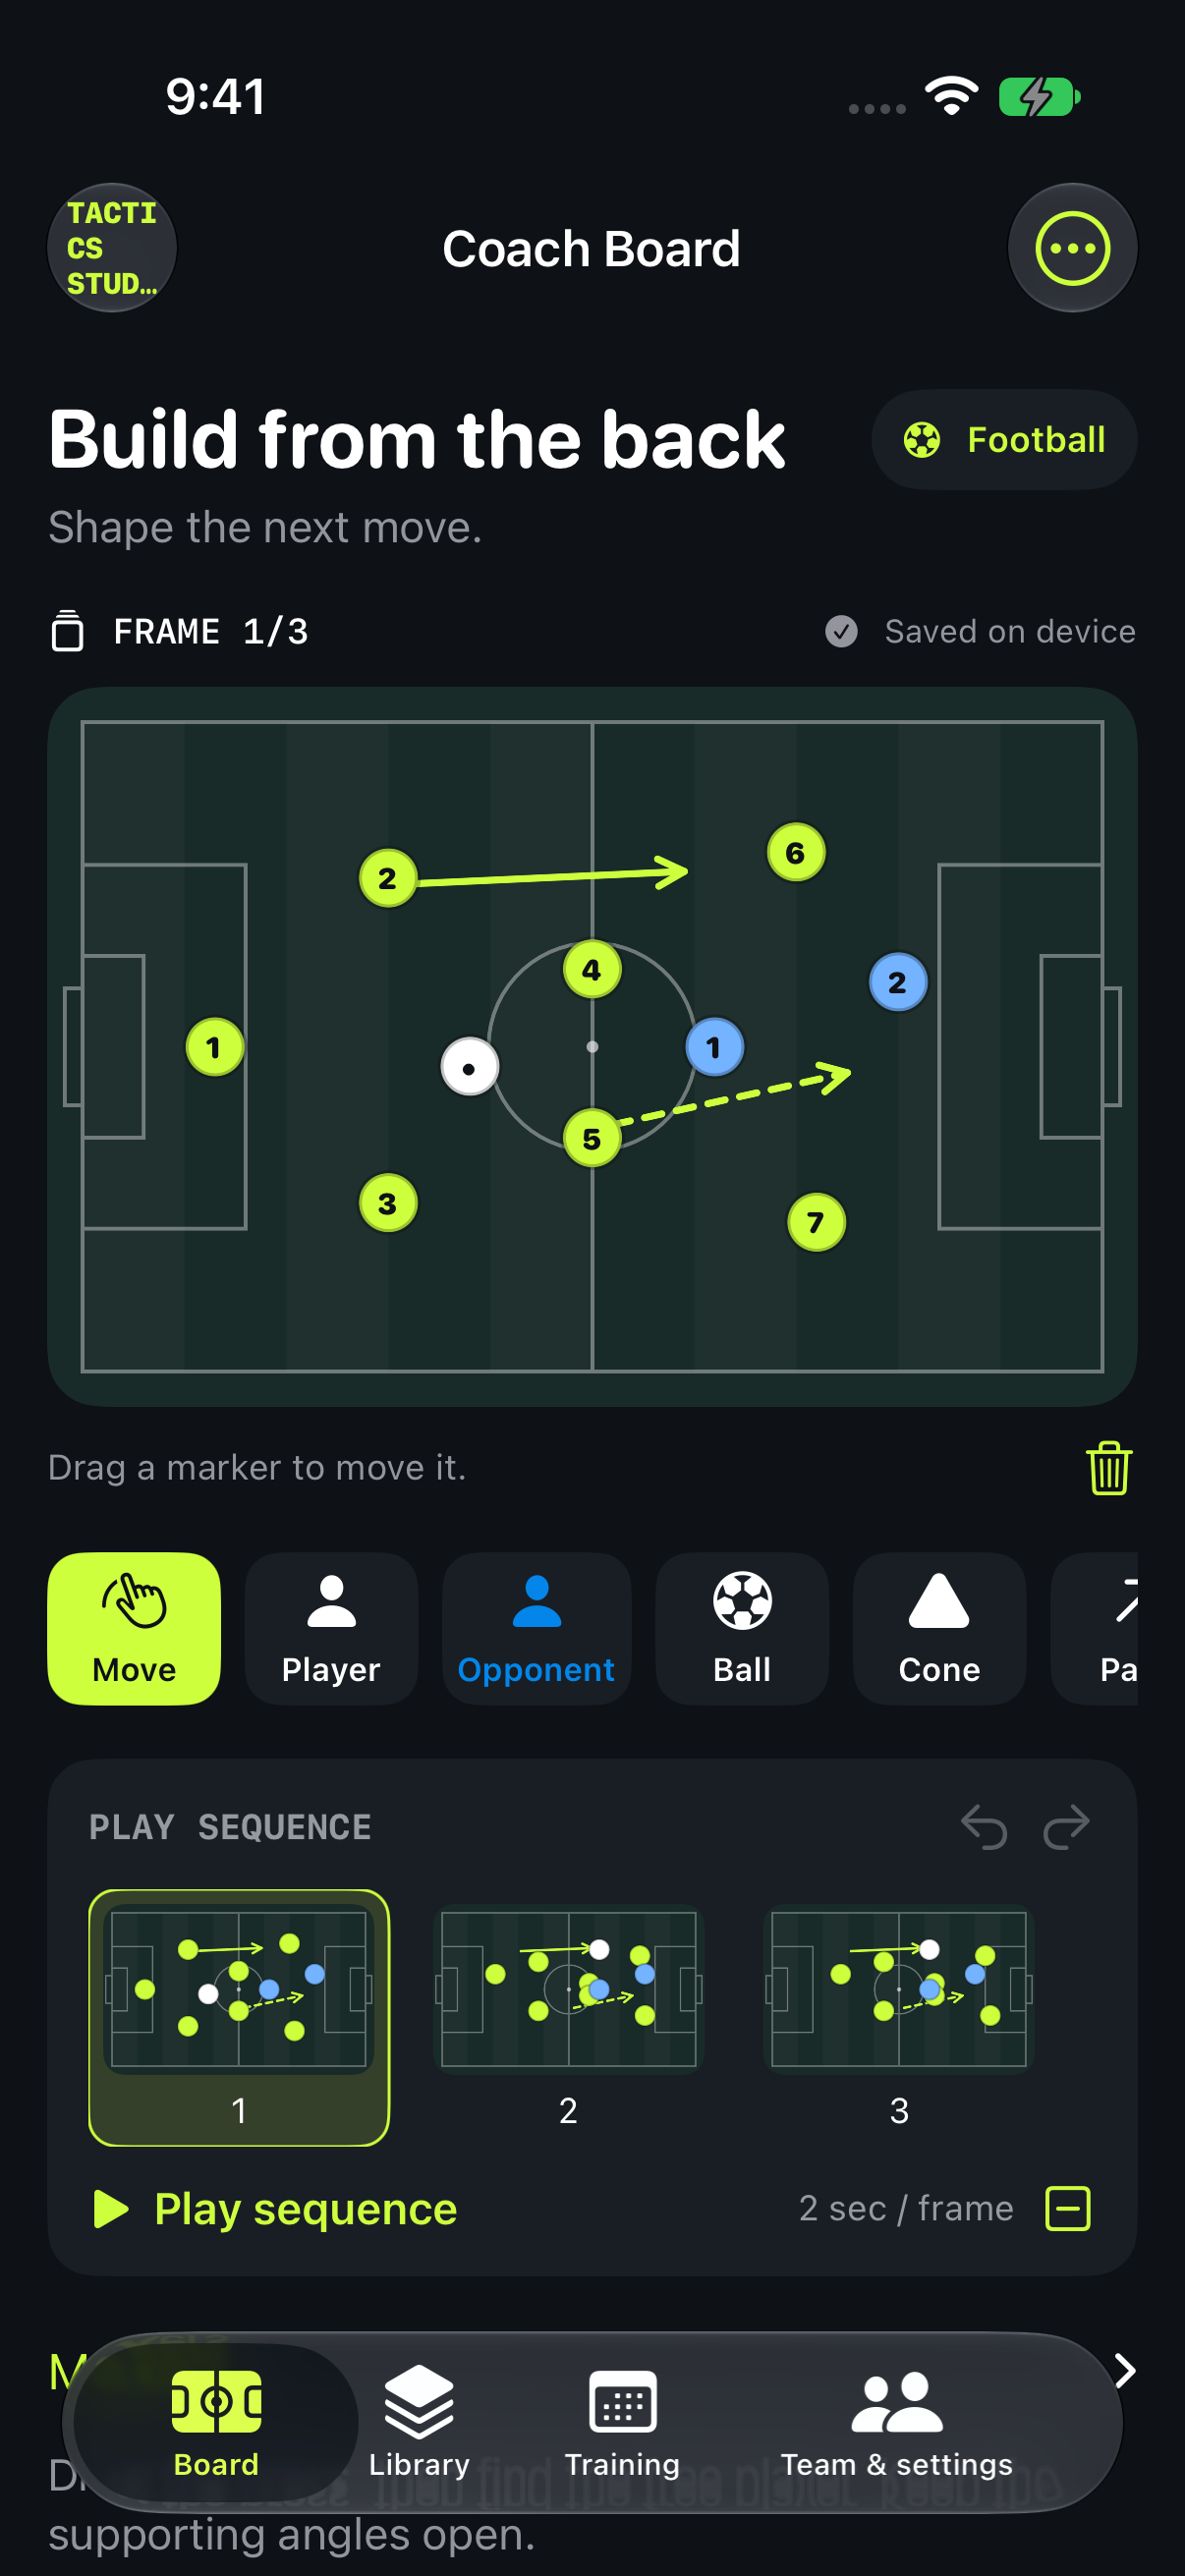 9:41
TACTI
CS
STUD…
Coach Board
Build from the back
Football
Shape the next move.
FRAME 1/3
Saved on device
6
2
4
2
1
1
5
3
7
Drag a marker to move it.
Move
Player
Opponent
Ball
Cone
Pa
PLAY SEQUENCE
1
2
3
Play sequence
2 sec / frame
Board
Library
Training
Team & settings
supporting angles open.